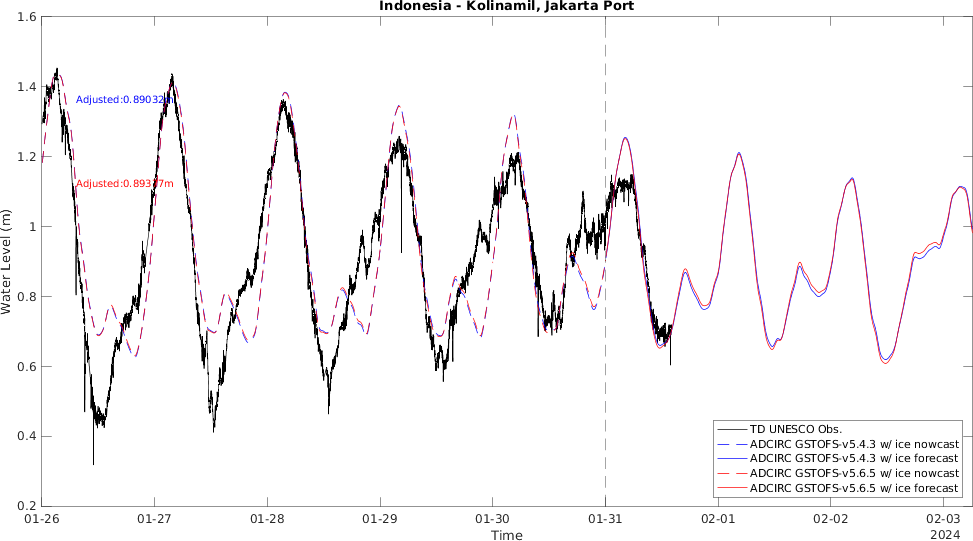 Indonesia - Kolinamil, Jakarta Port
1.6
1.4
1.2
1
0.8
0.6
0.4
0.2
Water Level (m)
Adjusted:0.89032m
TD UNESCO Obs.
ADCIRC GSTOFS-v5.4.3 w/ ice nowcast
ADCIRC GSTOFS-v5.4.3 w/ ice forecast
ADCIRC GSTOFS-v5.6.5 w/ ice nowcast
ADCIRC GSTOFS-v5.6.5 w/ ice forecast
01-26
01-27
01-28
01-29
01-30
01-31
02-01
02-02
02-03
Time
2024